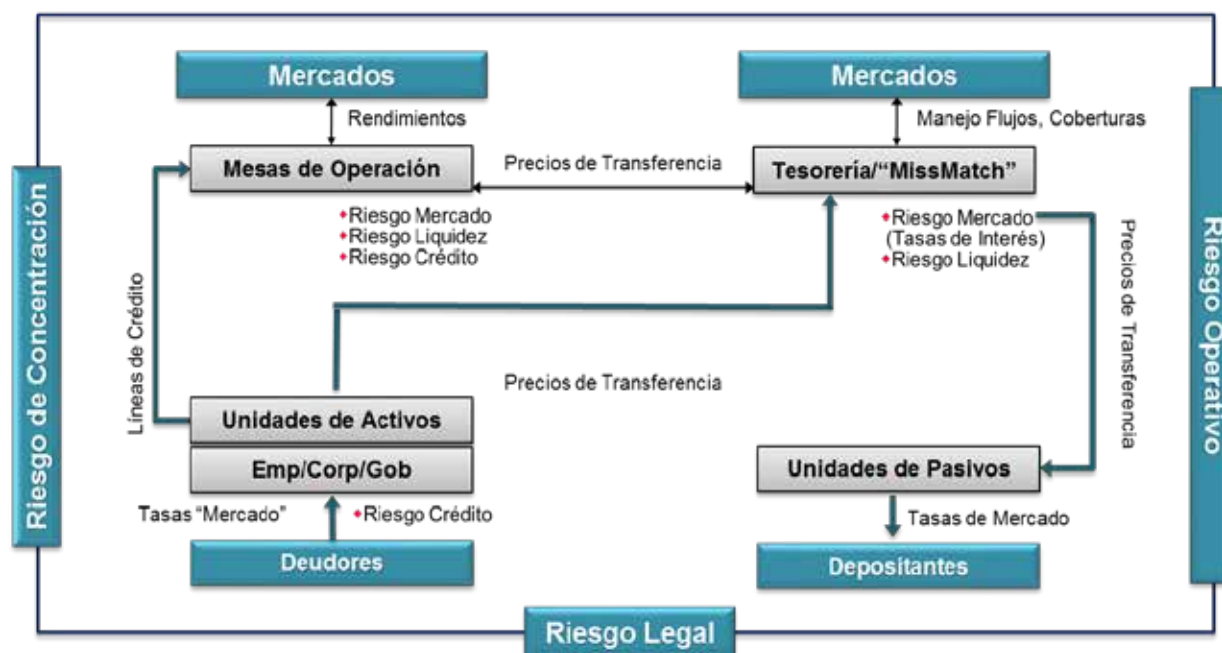 Mercados
Mercados
Rendimientos
Manejo Flujos, Coberturas
Mesas de Operación
Precios de Transferencia
Tesorería/“MissMatch”
Riesgo Mercado
Riesgo Liquidez
Riesgo Crédito
Riesgo Mercado
(Tasas de Interés)
Riesgo Liquidez
Riesgo de Concentración
Líneas de Crédito
Precios de Transferencia
Riesgo Operativo
Precios de Transferencia
Unidades de Activos
Emp/Corp/Gob
Unidades de Pasivos
Tasas “Mercado”
Riesgo Crédito
Tasas de Mercado
Deudores
Depositantes
Riesgo Legal